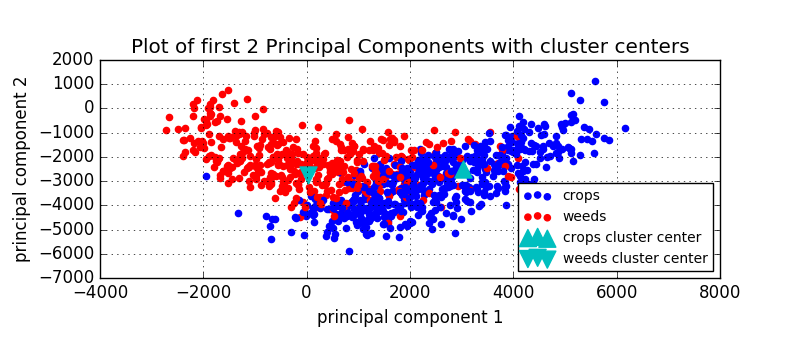 Plot of first 2 Principal Components with cluster centers
2000
1000
0
−1000
−2000
−3000
−4000
−5000
−6000
−7000
principal component 2
crops
weeds
crops cluster center
weeds cluster center
−4000 −2000 0 2000 4000 6000 8000
principal component 1